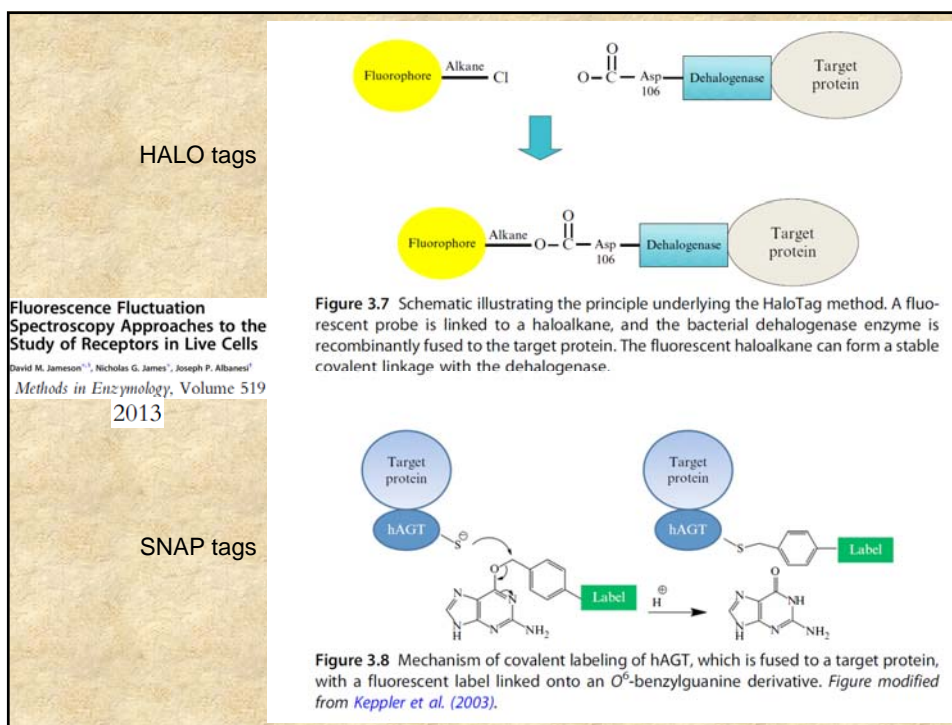 HALO tags
Fluorophore
Alkane
Cl
O
O
C
Asp
106
Dehalogenase
Target
protein
Fluorophore
Alkane
O
O
C
Asp
106
Dehalogenase
Target
protein
Figure 3.7 Schematic illustrating the principle underlying the HaloTag method. A fluo-
rescent probe is linked to a haloalkane, and the bacterial dehalogenase enzyme is
recombinantly fused to the target protein. The fluorescent haloalkane can form a stable
covalent linkage with the dehalogenase.
Fluorescence Fluctuation
Spectroscopy Approaches to the
Study of Receptors in Live Cells
David M. Jameson*,†, Nicholas G. James*, Joseph P. Albanesi†
Methods in Enzymology, Volume 519
2013
SNAP tags
Target
protein
hAGT
S
⊖
O
N
N
N
H
N
NH2
Label
H
⊕
Target
protein
hAGT
S
Label
O
N
NH
N
H
N
NH2
Figure 3.8 Mechanism of covalent labeling of hAGT, which is fused to a target protein,
with a fluorescent label linked onto an O6-benzylguanine derivative. Figure modified
from Keppler et al. (2003).